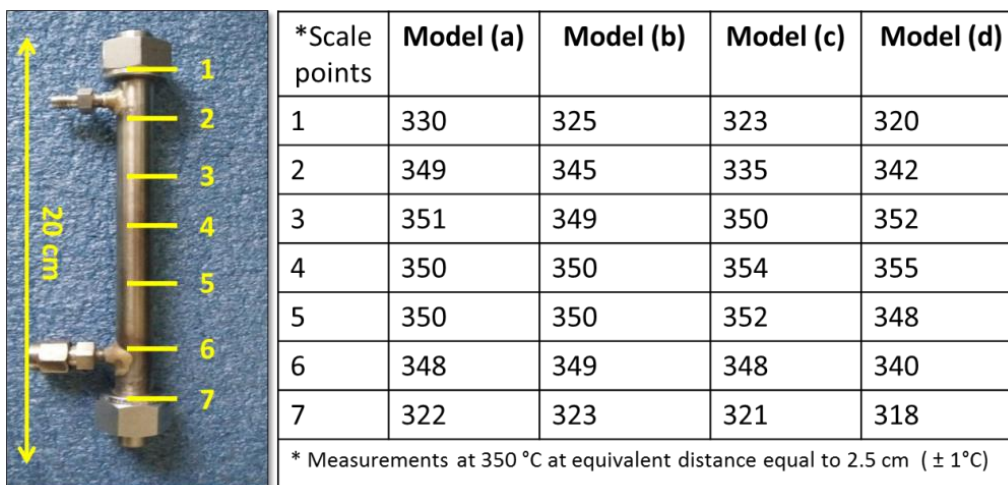 1
2
3
4
5
6
7
20 cm
*Scale points Model (a) Model (b) Model (c) Model (d)
1 330 325 323 320
2 349 345 335 342
3 351 349 350 352
4 350 350 354 355
5 350 350 352 348
6 348 349 348 340
7 322 323 321 318
* Measurements at 350 °C at equivalent distance equal to 2.5 cm ( ± 1°C)